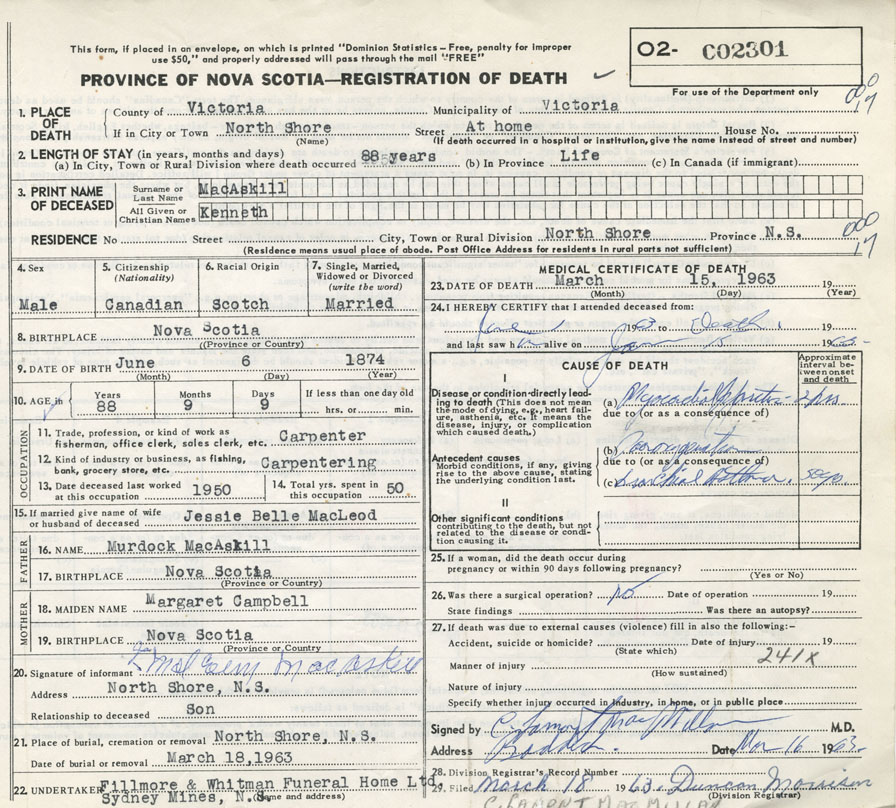 This form, if placed in an envelope, on which is printed "Dominion Statistics – Free, penalty for improper
use $50," and properly addressed will pass through the mail "FREE"
PROVINCE OF NOVA SCOTIA—REGISTRATION OF DEATH
O2- C02301
For use of the Department only
1. PLACE OF DEATH
County of Victoria Municipality of Victoria
If in City or Town North Shore Street At home House No.
(Name) (If death occurred in a hospital or institution, give the name instead of street and number)
2. LENGTH OF STAY (in years, months and days)
(a) In City, Town or Rural Division where death occurred 88 years (b) In Province Life (c) In Canada (if immigrant)
3. PRINT NAME OF DECEASED
Surname or Last Name MacAskill
All Given or Christian Names Kenneth
RESIDENCE No Street City, Town or Rural Division North Shore Province N.S.
(Residence means usual place of abode. Post Office Address for residents in rural parts not sufficient)
4. Sex
Male
5. Citizenship
(Nationality)
Canadian
6. Racial Origin
Scotch
7. Single, Married, Widowed or Divorced
(write the word)
Married
8. BIRTHPLACE Nova Scotia
(Province or Country)
9. DATE OF BIRTH June 6 1874
(Month) (Day) (Year)
10. AGE in
Years Months Days If less than one day old
88 9 9 hrs. or min.
OCCUPATION
11. Trade, profession, or kind of work as
fisherman, office clerk, sales clerk, etc. Carpenter
12. Kind of industry or business, as fishing,
bank, grocery store, etc. Carpentering
13. Date deceased last worked
at this occupation 1950
14. Total yrs. spent in
this occupation 50
15. If married give name of wife
or husband of deceased Jessie Belle MacLeod
FATHER
16. NAME Murdock MacAskill
17. BIRTHPLACE Nova Scotia
(Province or Country)
MOTHER
18. MAIDEN NAME Margaret Campbell
19. BIRTHPLACE Nova Scotia
(Province or Country
20. Signature of informant MacAskill
Address North Shore, N.S.
Relationship to deceased Son
21. Place of burial, cremation or removal North Shore, N.S.
Date of burial or removal March 18,1963
22. UNDERTAKER Fillmore & Whitman Funeral Home Ltd
Sydney Mines, N.S. (Name and address)
MEDICAL CERTIFICATE OF DEATH
23. DATE OF DEATH March 15, 1963 19
(Month) (Day) (Year)
24. I HEREBY CERTIFY that I attended deceased from:
19 to Death 19
and last saw h alive on 19
CAUSE OF DEATH
Approximate interval between onset and death
I
Disease or condition directly leading to death (This does not
the mode of dying, e.g., heart failure, asthenia, etc. It means the
disease, injury, or complication
which caused death.)
(a)
due to (or as a consequence of)
Antecedent causes
Morbid conditions, if any, giving
rise to the above cause, stating
the underlying condition last.
(b)
due to (or as a consequence of)
(c) Bronchial Asthma
II
Other significant conditions
contributing to the death, but not
related to the disease or condition causing it.
25. If a woman, did the death occur during
pregnancy or within 90 days following pregnancy?
(Yes or No)
26. Was there a surgical operation? No Date of operation 19
State findings Was there an autopsy?
27. If death was due to external causes (violence) fill in also the following:–
Accident, suicide or homicide? Date of injury 19
(State which) 241X
Manner of injury
(How sustained)
Nature of injury
Specify whether injury occurred in industry, in home, or in public place
Signed by C. Lamont MacMillan M.D.
Address Baddeck. Date Mar 16 1963
28. Division Registrar's Record Number
29. Filed March 18 1963 Duncan Morrison
(Division Registrar)
C. LAMONT MACMILLAN